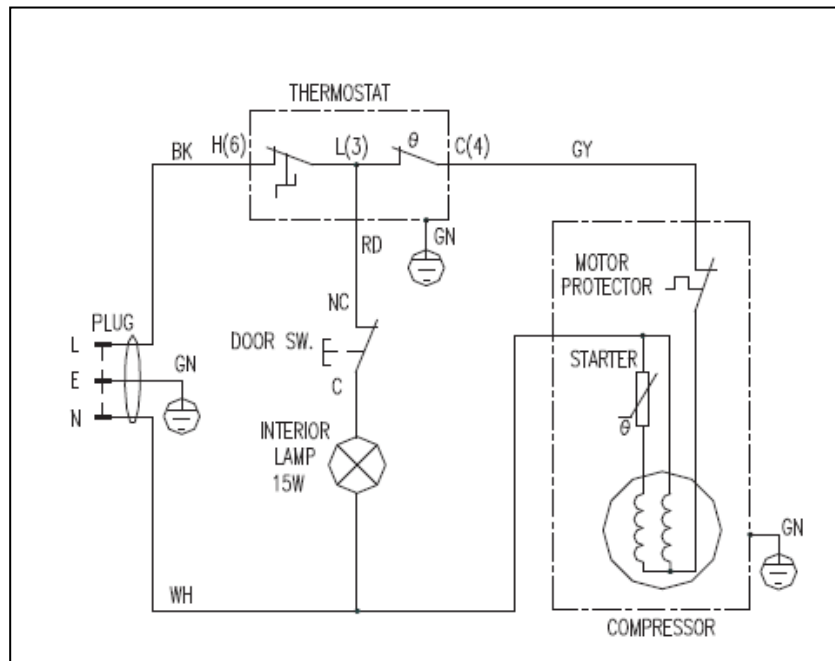 THERMOSTAT
BK
H(6)
L(3)
θ
C(4)
GY
RD
GN
MOTOR
PROTECTOR
NC
DOOR SW.
C
PLUG
L
E
N
GN
STARTER
θ
INTERIOR
LAMP
15W
GN
WH
COMPRESSOR